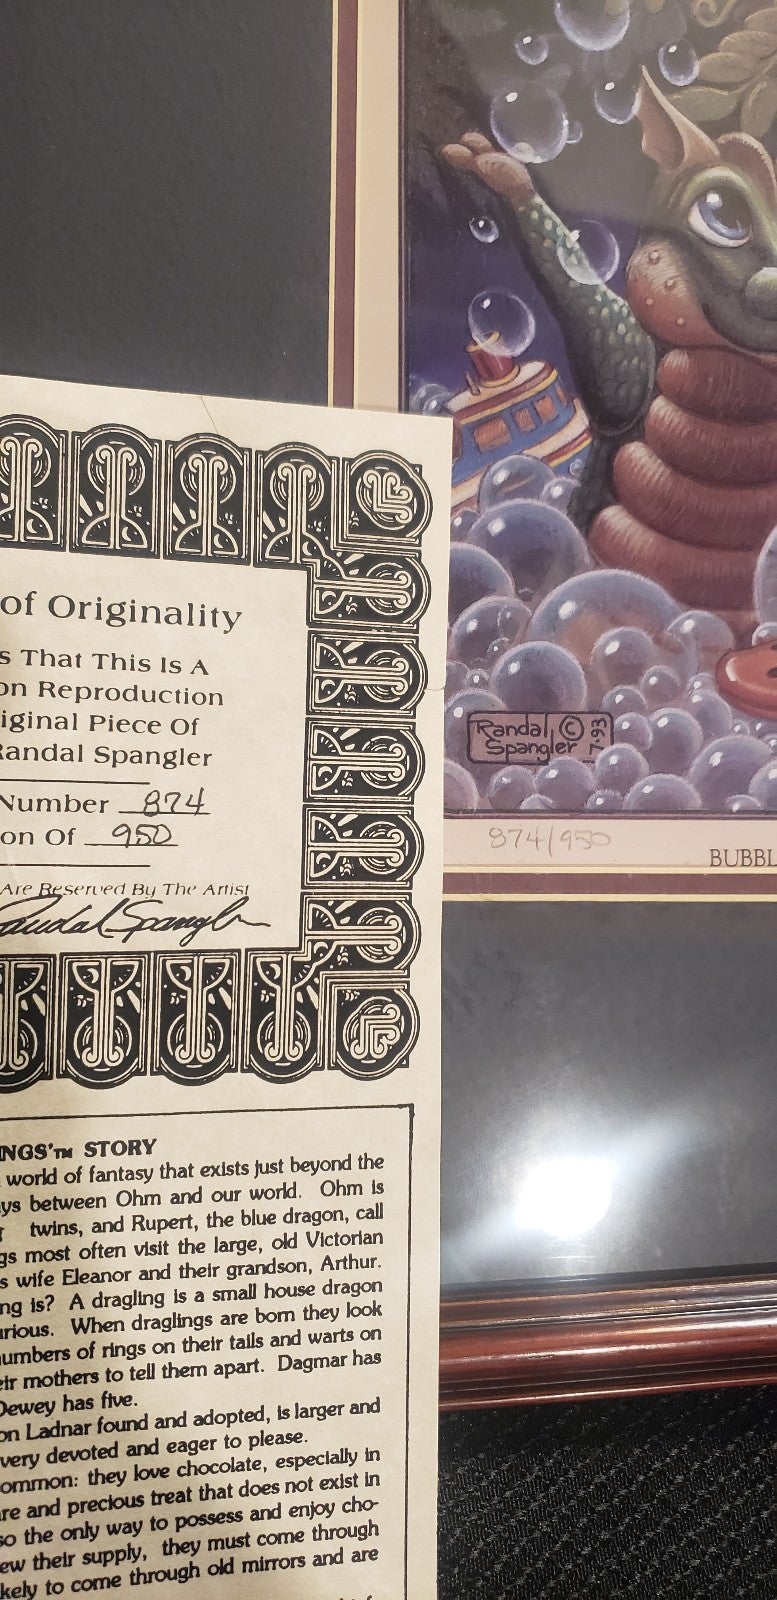 of Originality
s That This Is A
on Reproduction
iginal Piece Of
Randal Spangler
Number 874
on Of 950
Are Reserved By The Artist
Randal Spangler
Randal © Spangler 7·93
874/950
BUBBL
NGS'™ STORY
world of fantasy that exists just beyond the
ys between Ohm and our world. Ohm is
twins, and Rupert, the blue dragon, call
gs most often visit the large, old Victorian
s wife Eleanor and their grandson, Arthur.
ng is? A dragling is a small house dragon
urious. When draglings are born they look
numbers of rings on their tails and warts on
eir mothers to tell them apart. Dagmar has
Dewey has five.
on Ladnar found and adopted, is larger and
very devoted and eager to please.
ommon: they love chocolate, especially in
re and precious treat that does not exist in
so the only way to possess and enjoy cho-
ew their supply, they must come through
kely to come through old mirrors and are